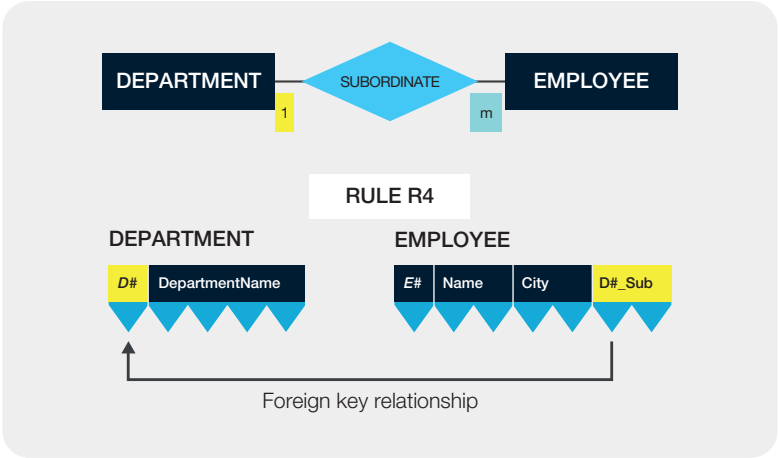 DEPARTMENT
SUBORDINATE
EMPLOYEE
1
m
RULE R4
DEPARTMENT
EMPLOYEE
D# DepartmentName
E# Name City D#_Sub
Foreign key relationship